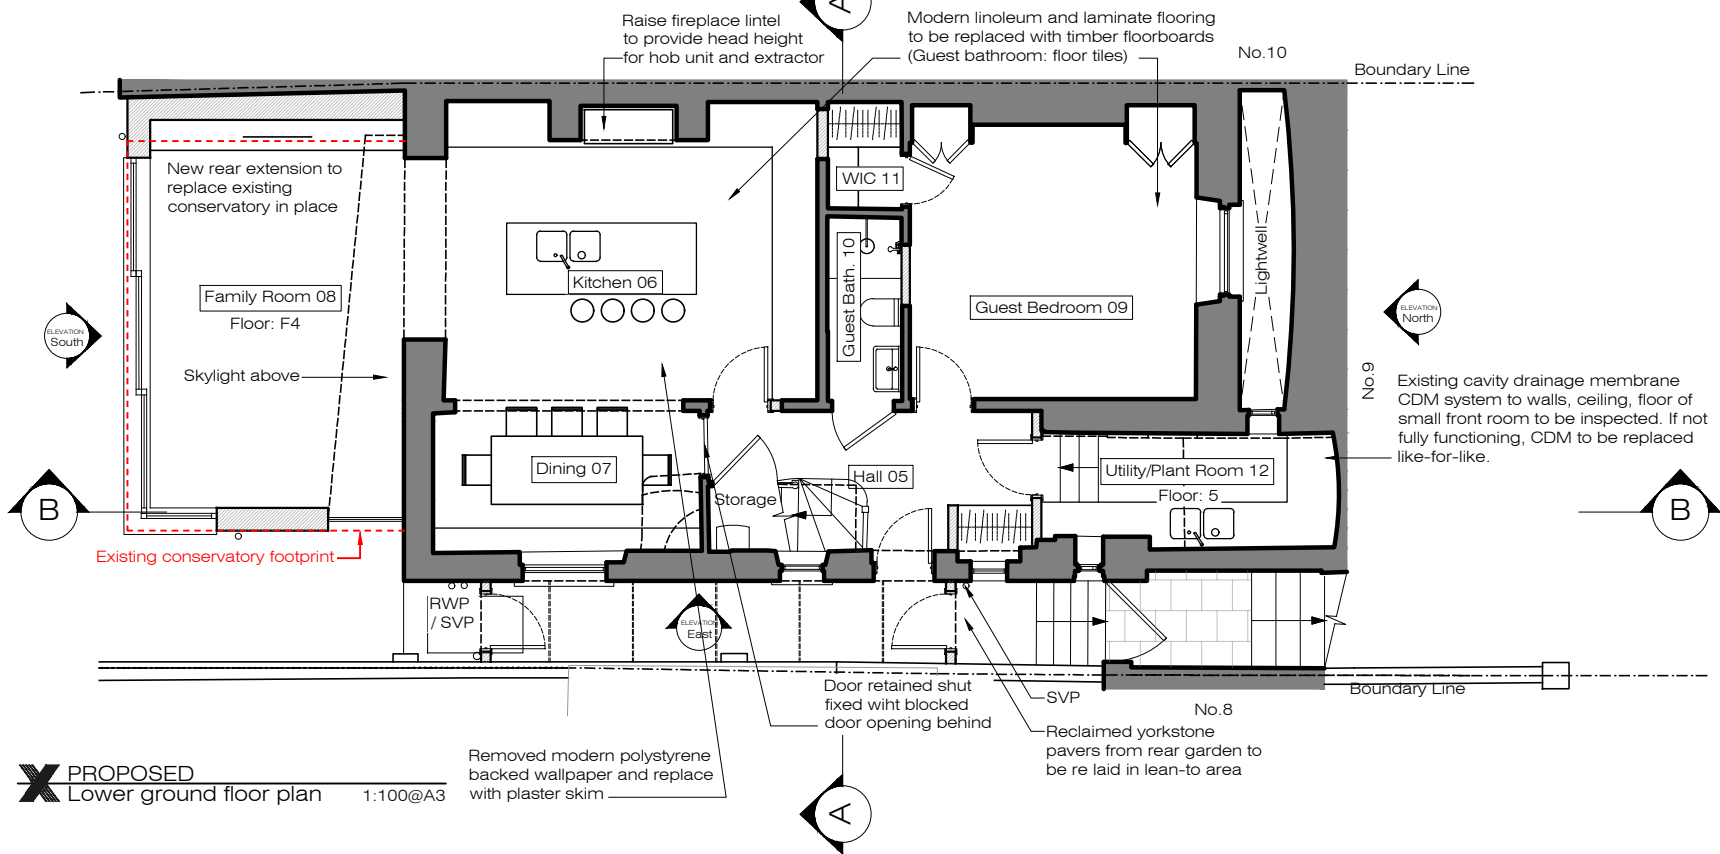 A
Raise fireplace lintel
to provide head height
for hob unit and extractor
Modern linoleum and laminate flooring
to be replaced with timber floorboards
(Guest bathroom: floor tiles)
No.10
Boundary Line
New rear extension to
replace existing
conservatory in place
WIC 11
Guest Bath. 10
Lightwell
Kitchen 06
Family Room 08
Floor: F4
Guest Bedroom 09
ELEVATION
South
ELEVATION
North
Skylight above
No.9
Existing cavity drainage membrane
CDM system to walls, ceiling, floor of
small front room to be inspected. If not
fully functioning, CDM to be replaced
like-for-like.
Dining 07
Hall 05
Utility/Plant Room 12
Floor: 5
Storage
B
B
Existing conservatory footprint
RWP
/ SVP
ELEVATION
East
Door retained shut
fixed wiht blocked
door opening behind
SVP
Boundary Line
No.8
Reclaimed yorkstone
pavers from rear garden to
be re laid in lean-to area
Removed modern polystyrene
backed wallpaper and replace
with plaster skim
PROPOSED
Lower ground floor plan
1:100@A3
A